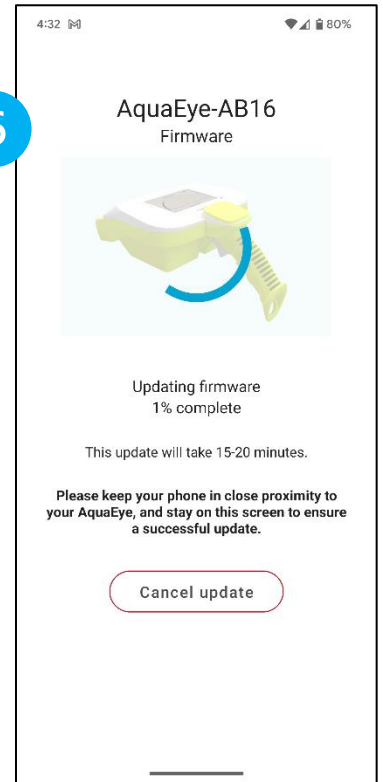 4:32
80%
AquaEye-AB16
Firmware
Updating firmware
1% complete
This update will take 15-20 minutes.
Please keep your phone in close proximity to
your AquaEye, and stay on this screen to ensure
a successful update.
Cancel update